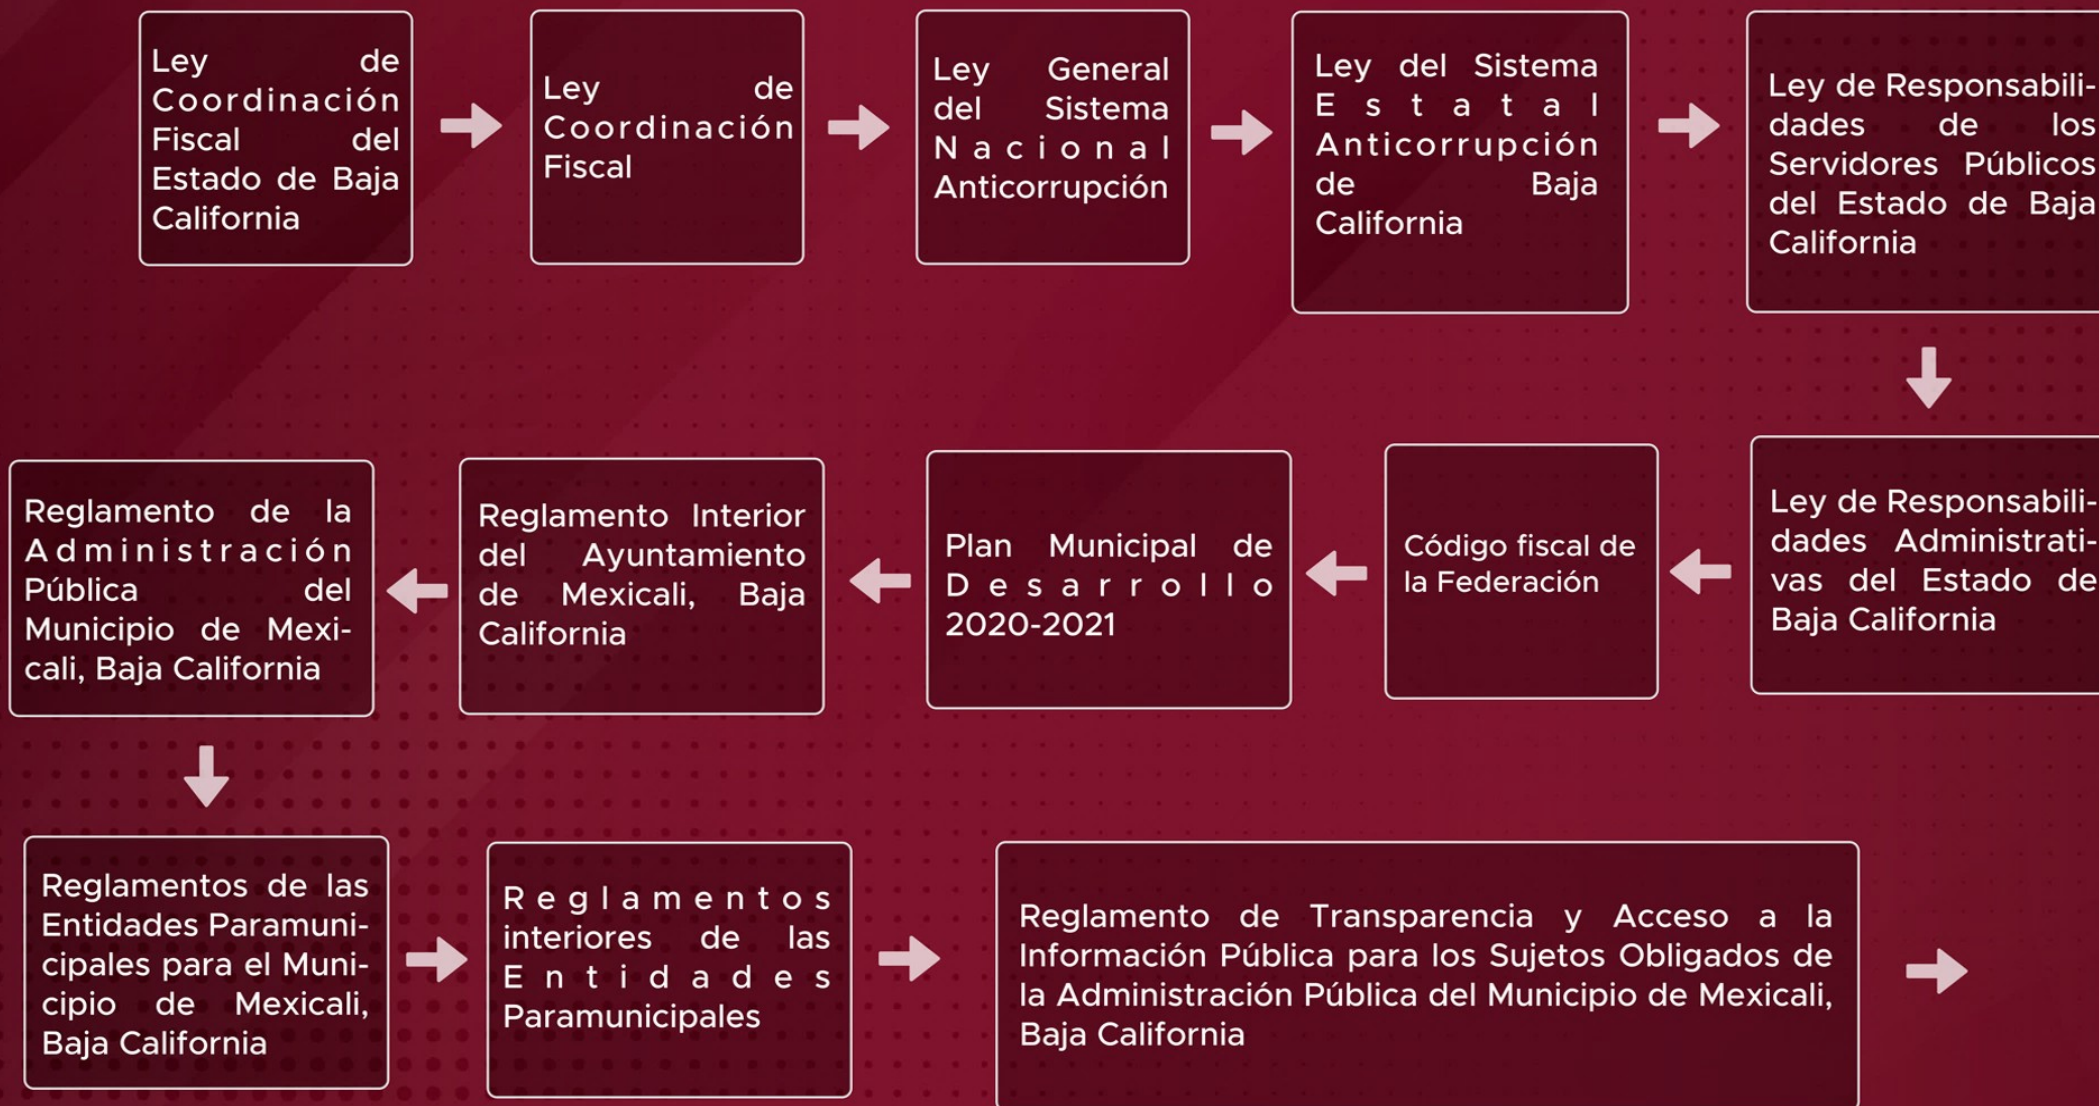 Ley de
Coordinación
Fiscal del
Estado de Baja
California
Ley de
Coordinación
Fiscal
Ley General
del Sistema
Nacional
Anticorrupción
Ley del Sistema
Estatal
Anticorrupción
de Baja
California
Ley de Responsabili-
dades de los
Servidores Públicos
del Estado de Baja
California
Ley de Responsabili-
dades Administrati-
vas del Estado de
Baja California
Código fiscal de
la Federación
Plan Municipal de
Desarrollo
2020-2021
Reglamento Interior
del Ayuntamiento
de Mexicali, Baja
California
Reglamento de la
Administración
Pública del
Municipio de Mexi-
cali, Baja California
Reglamentos de las
Entidades Paramuni-
cipales para el Muni-
cipio de Mexicali,
Baja California
Reglamentos
interiores de las
Entidades
Paramunicipales
Reglamento de Transparencia y Acceso a la
Información Pública para los Sujetos Obligados de
la Administración Pública del Municipio de Mexicali,
Baja California